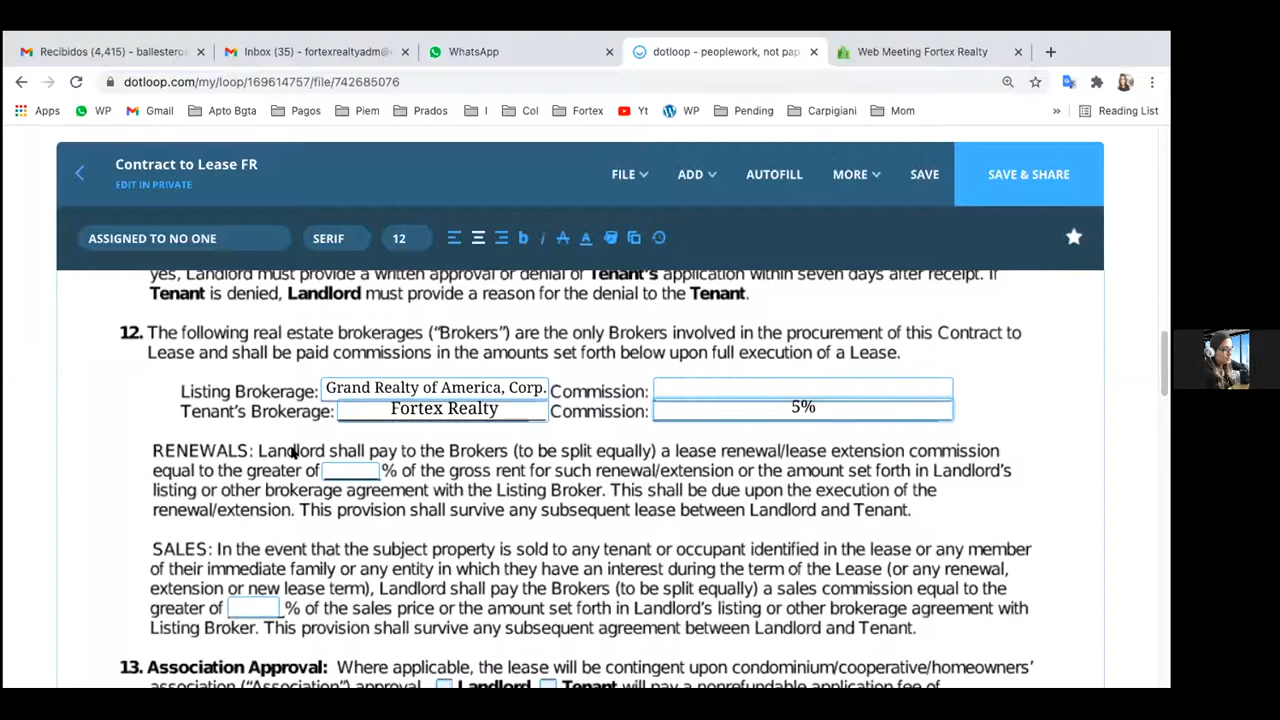 Recibidos (4,415) - ballestero
Inbox (35) - fortexrealtyadm@
WhatsApp
dotloop - peoplework, not pap
Web Meeting Fortex Realty
dotloop.com/my/loop/169614757/file/742685076
Apps WP Gmail Apto Bgta Pagos Piem Prados I Col Fortex Yt WP Pending Carpigiani Mom » Reading List
Contract to Lease FR
EDIT IN PRIVATE
FILE ADD AUTOFILL MORE SAVE SAVE & SHARE
ASSIGNED TO NO ONE SERIF 12
yes, Landlord must provide a written approval or denial of Tenant's application within seven days after receipt. If
Tenant is denied, Landlord must provide a reason for the denial to the Tenant.
12. The following real estate brokerages ("Brokers") are the only Brokers involved in the procurement of this Contract to
Lease and shall be paid commissions in the amounts set forth below upon full execution of a Lease.
Listing Brokerage: Grand Realty of America, Corp. Commission:
Tenant's Brokerage: Fortex Realty Commission: 5%
RENEWALS: Landlord shall pay to the Brokers (to be split equally) a lease renewal/lease extension commission
equal to the greater of % of the gross rent for such renewal/extension or the amount set forth in Landlord's
listing or other brokerage agreement with the Listing Broker. This shall be due upon the execution of the
renewal/extension. This provision shall survive any subsequent lease between Landlord and Tenant.
SALES: In the event that the subject property is sold to any tenant or occupant identified in the lease or any member
of their immediate family or any entity in which they have an interest during the term of the Lease (or any renewal,
extension or new lease term), Landlord shall pay the Brokers (to be split equally) a sales commission equal to the
greater of % of the sales price or the amount set forth in Landlord's listing or other brokerage agreement with
Listing Broker. This provision shall survive any subsequent agreement between Landlord and Tenant.
13. Association Approval: Where applicable, the lease will be contingent upon condominium/cooperative/homeowners'
association ("Association") approval. Landlord Tenant will pay a nonrefundable application fee of